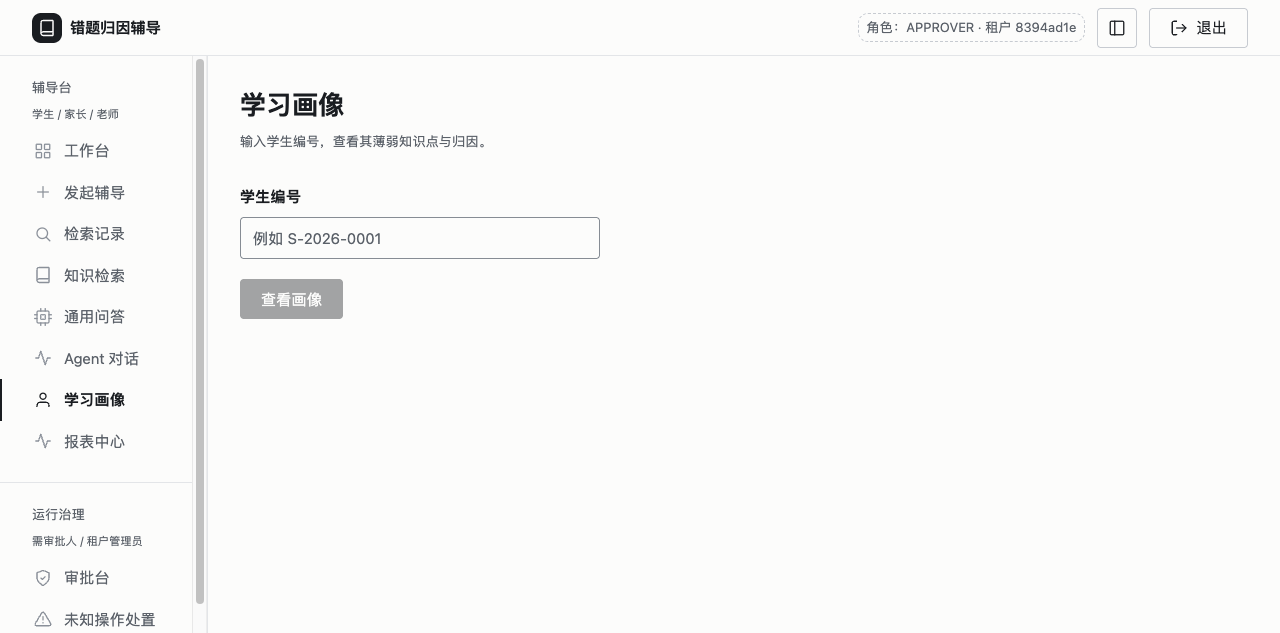 错题归因辅导
角色：APPROVER · 租户 8394ad1e
退出
辅导台
学生 / 家长 / 老师
工作台
发起辅导
检索记录
知识检索
通用问答
Agent 对话
学习画像
报表中心
运行治理
需审批人 / 租户管理员
审批台
未知操作处置
学习画像
输入学生编号，查看其薄弱知识点与归因。
学生编号
例如 S-2026-0001
查看画像